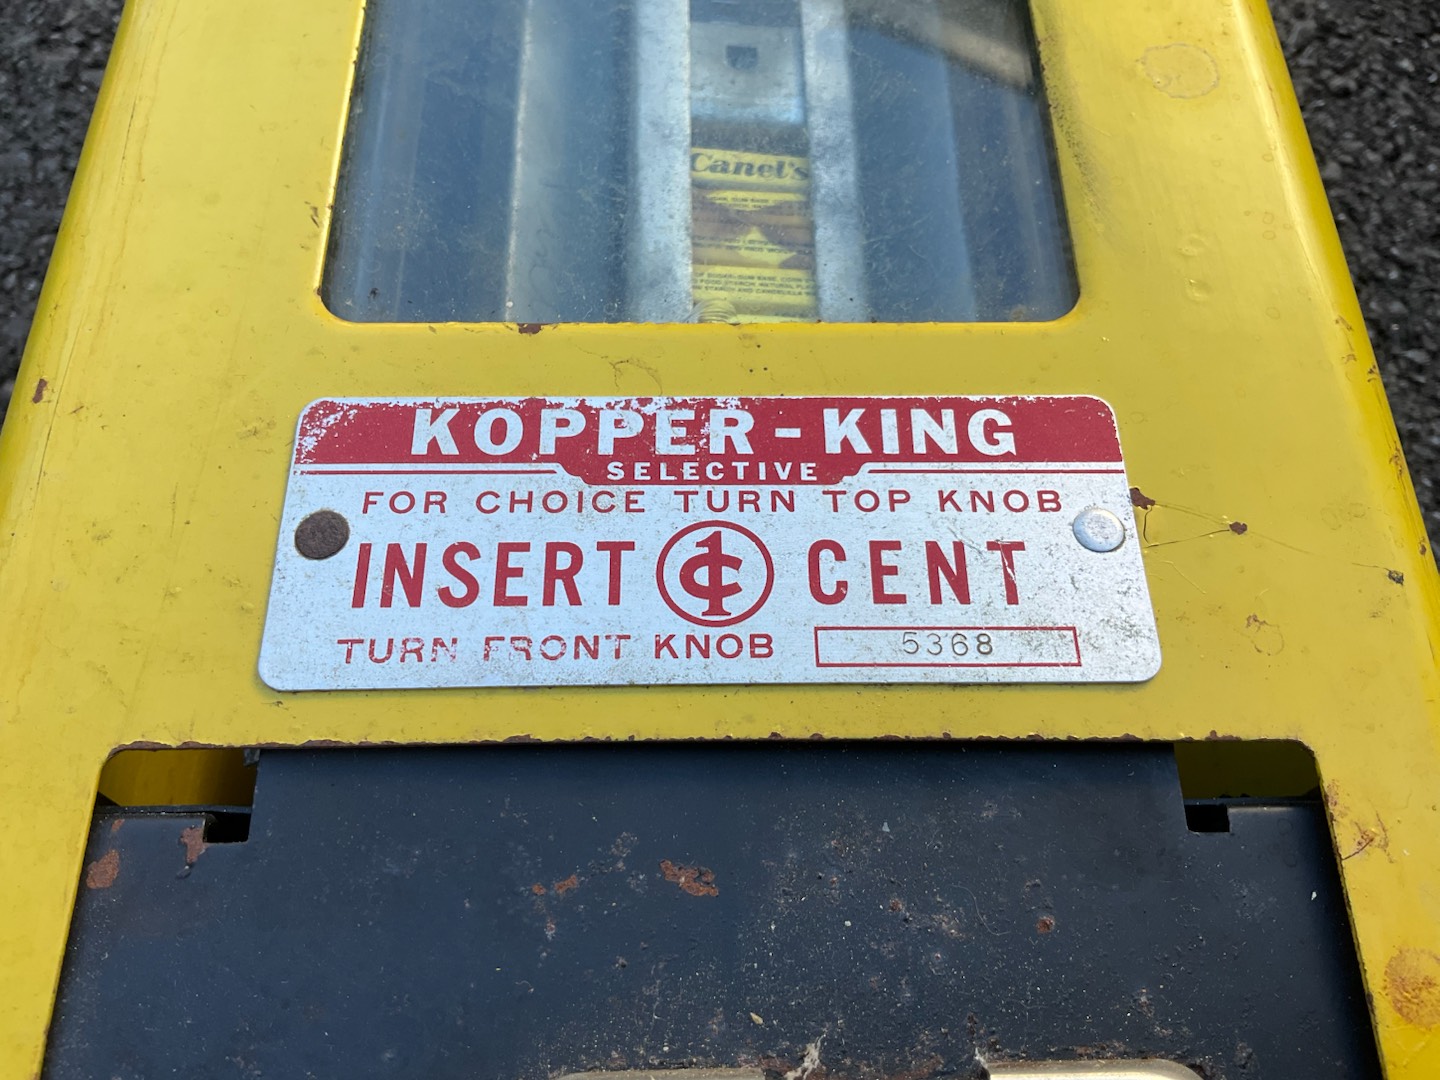 Canel's
KOPPER-KING
SELECTIVE
FOR CHOICE TURN TOP KNOB
INSERT 1¢ CENT
TURN FRONT KNOB 5368